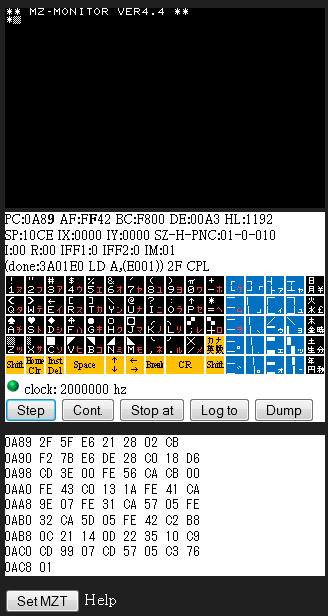 ** MZ-MONITOR VER4.4 **
*
PC:0A89 AF:FF42 BC:F800 DE:00A3 HL:1192
SP:10CE IX:0000 IY:0000 SZ-H-PNC:01-0-010
I:00 R:00 IFF1:0 IFF2:0 IM:01
(done:3A01E0 LD A,(E001)) 2F CPL
Shift Home Clr Inst Del Space ↑ ↓ ← → Break CR Shift
clock: 2000000 hz
Step Cont. Stop at Log to Dump
0A89 2F 5F E6 21 28 02 CB
0A90 F2 7B E6 DE 28 C0 18 D6
0A98 CD 3E 00 FE 56 CA CB 00
0AA0 FE 43 C0 13 1A FE 41 CA
0AA8 9E 07 FE 31 CA 57 05 FE
0AB0 32 CA 5D 05 FE 42 C2 B8
0AB8 0C 21 14 0D 22 35 10 C9
0AC0 CD 99 07 CD 57 05 C3 76
0AC8 01
Set MZT Help